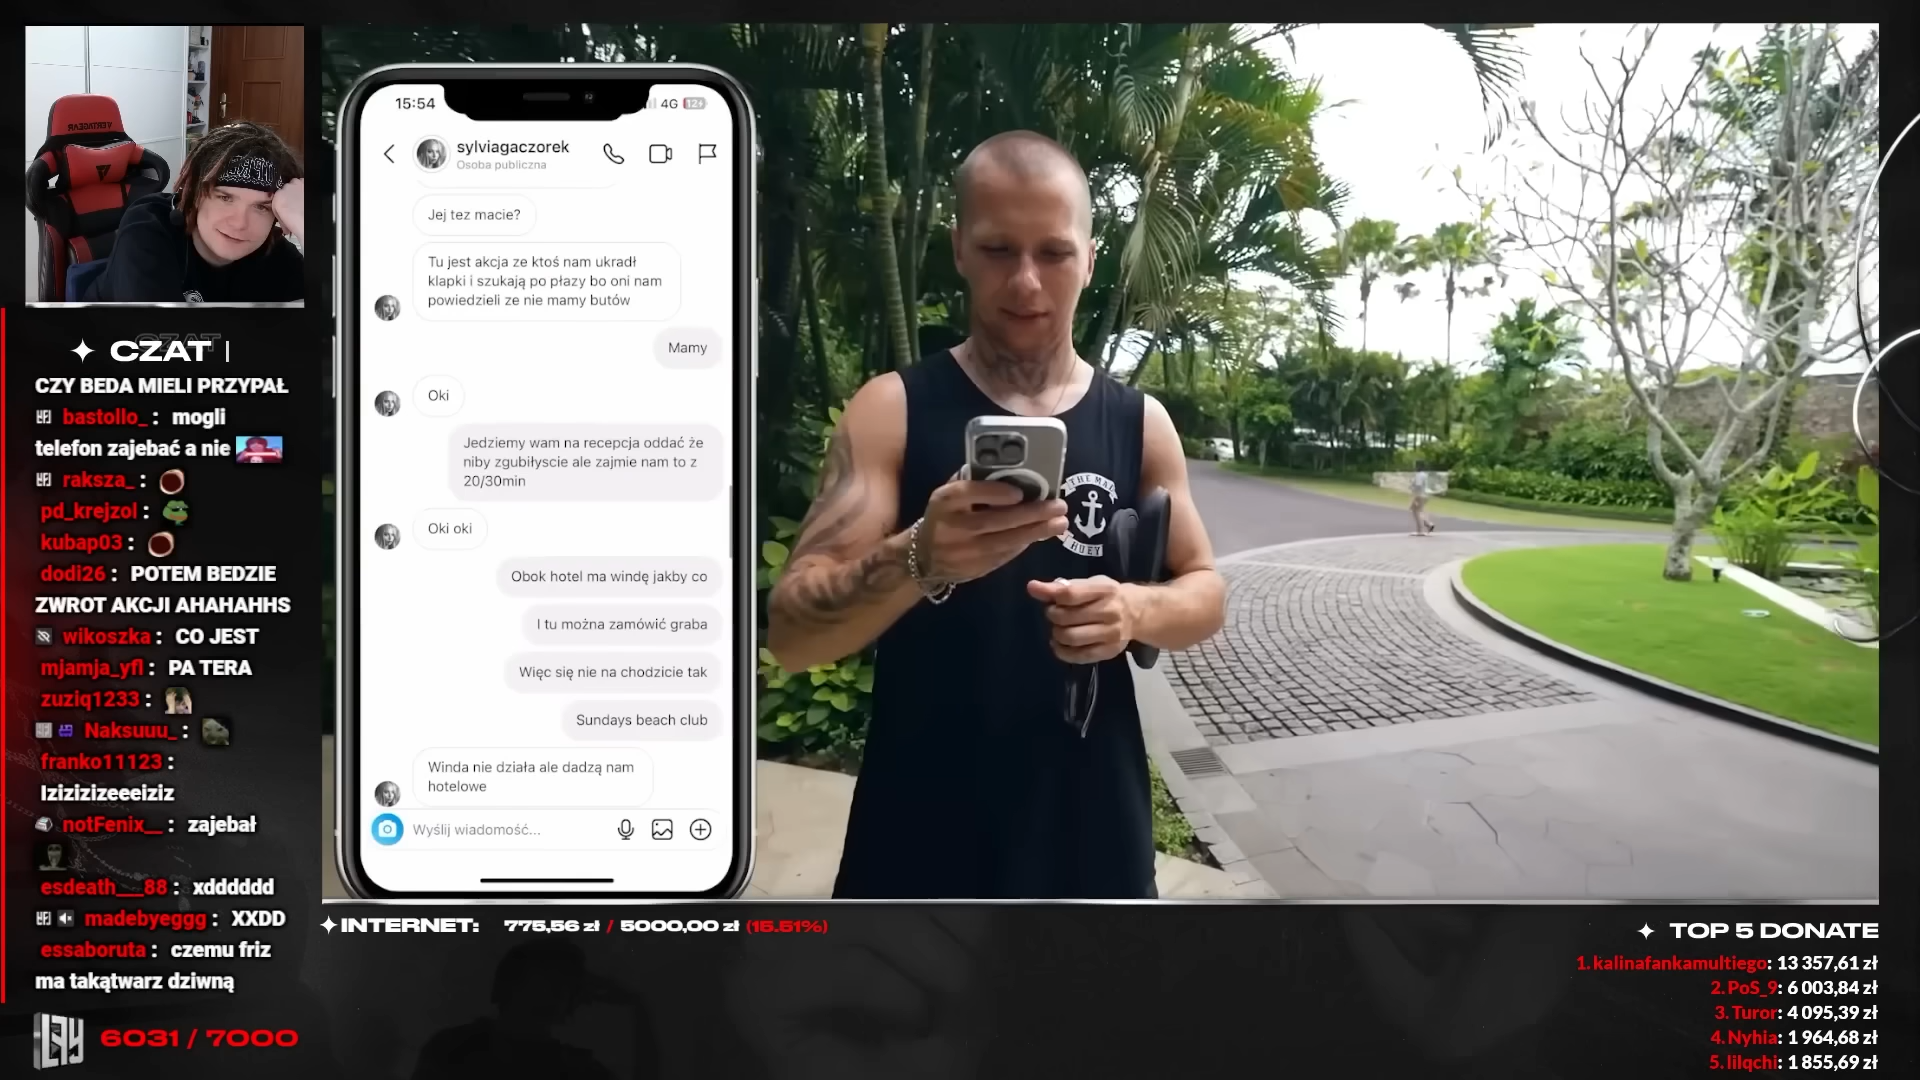 15:54
4G
12
sylviagaczorek
Osoba publiczna
Jej tez macie?
Tu jest akcja ze ktoś nam ukradł
klapki i szukają po płazy bo oni nam
powiedzieli ze nie mamy butów
Mamy
Oki
Jedziemy wam na recepcja oddać że
niby zgubiłyscie ale zajmie nam to z
20/30min
Oki oki
Obok hotel ma windę jakby co
I tu można zamówić graba
Więc się nie na chodzicie tak
Sundays beach club
Winda nie działa ale dadzą nam
hotelowe
Wyślij wiadomość...
THE MAD
HUEY
CZAT
CZY BEDA MIELI PRZYPAŁ
bastollo_ : mogli
telefon zajebać a nie
raksza_ :
pd_krejzol :
kubap03 :
dodi26 : POTEM BEDZIE
ZWROT AKCJI AHAHAHHS
wikoszka : CO JEST
mjamja_yfl : PA TERA
zuziq1233 :
Naksuuu_ :
franko11123 :
Izizizizeeeiziz
notFenix__ : zajebał
esdeath__88 : xdddddd
madebyeggg : XXDD
essaboruta : czemu friz
ma takątwarz dziwną
6031 / 7000
INTERNET: 775,56 zł / 5000,00 zł (15.51%)
TOP 5 DONATE
1. kalinafankamultiego: 13 357,61 zł
2. PoS_9: 6 003,84 zł
3. Turor: 4 095,39 zł
4. Nyhia: 1 964,68 zł
5. lilqchi: 1 855,69 zł